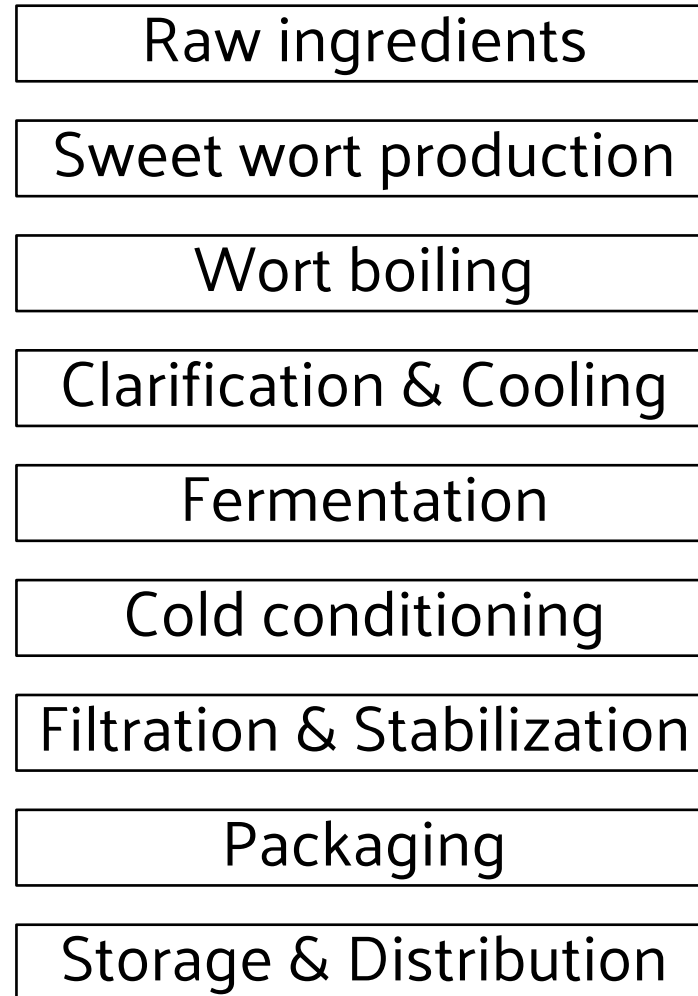 Raw ingredients
Sweet wort production
Wort boiling
Clarification & Cooling
Fermentation
Cold conditioning
Filtration & Stabilization
Packaging
Storage & Distribution